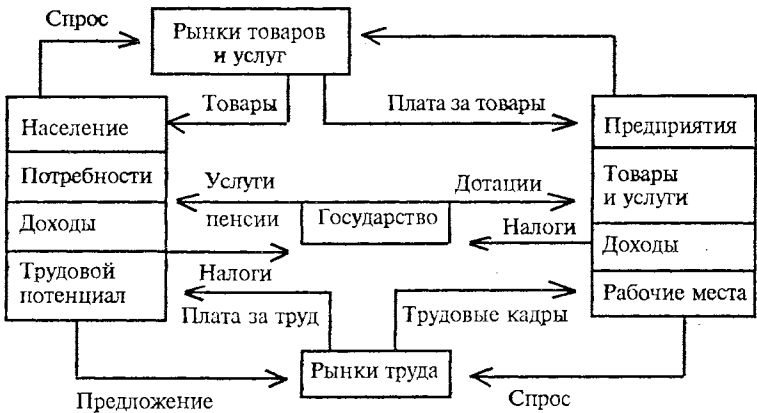 Спрос
Рынки товаров
и услуг
Товары
Плата за товары
Население
Предприятия
Потребности
Услуги
пенсии
Государство
Дотации
Товары
и услуги
Доходы
Налоги
Налоги
Доходы
Трудовой
потенциал
Плата за труд
Трудовые кадры
Рабочие места
Рынки труда
Предложение
Спрос